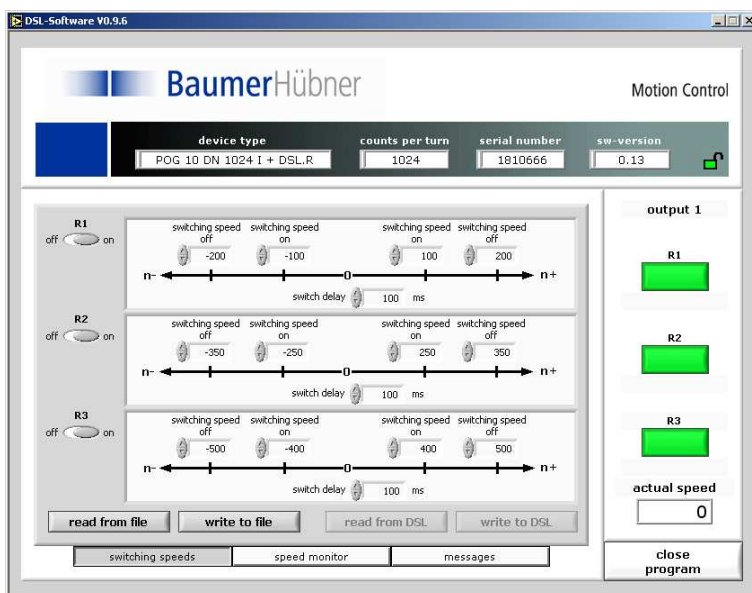 DSL-Software V0.9.6
BaumerHübner
Motion Control
device type counts per turn serial number sw-version
POG 10 DN 1024 I + DSL.R 1024 1810666 0.13
output 1
R1
off on
switching speed off switching speed on switching speed on switching speed off
-200 -100 100 200
n- 0 n+
switch delay 100 ms
R1
R2
off on
switching speed off switching speed on switching speed on switching speed off
-350 -250 250 350
n- 0 n+
switch delay 100 ms
R2
R3
off on
switching speed off switching speed on switching speed on switching speed off
-500 -400 400 500
n- 0 n+
switch delay 100 ms
R3
actual speed
0
read from file write to file read from DSL write to DSL
switching speeds speed monitor messages
close
program